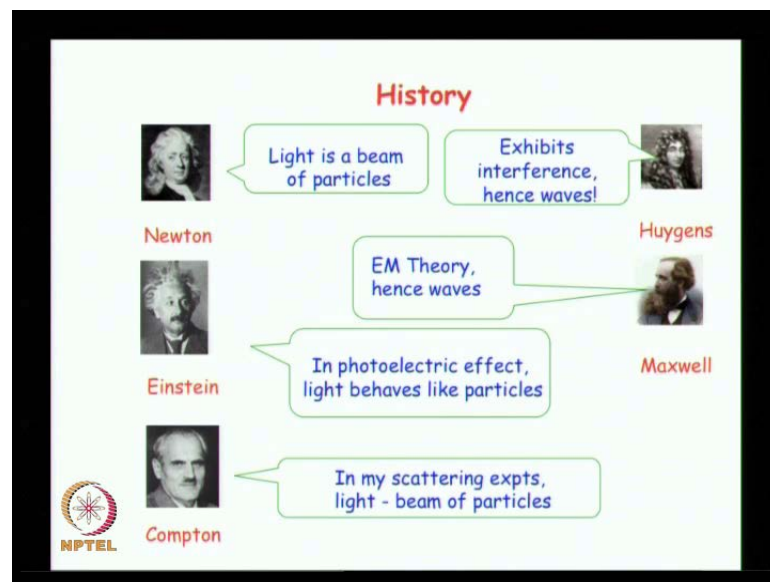 History
Light is a beam
of particles
Exhibits
interference,
hence waves!
Newton
Huygens
EM Theory,
hence waves
In photoelectric effect,
light behaves like particles
Einstein
Maxwell
In my scattering expts,
light - beam of particles
Compton
NPTEL